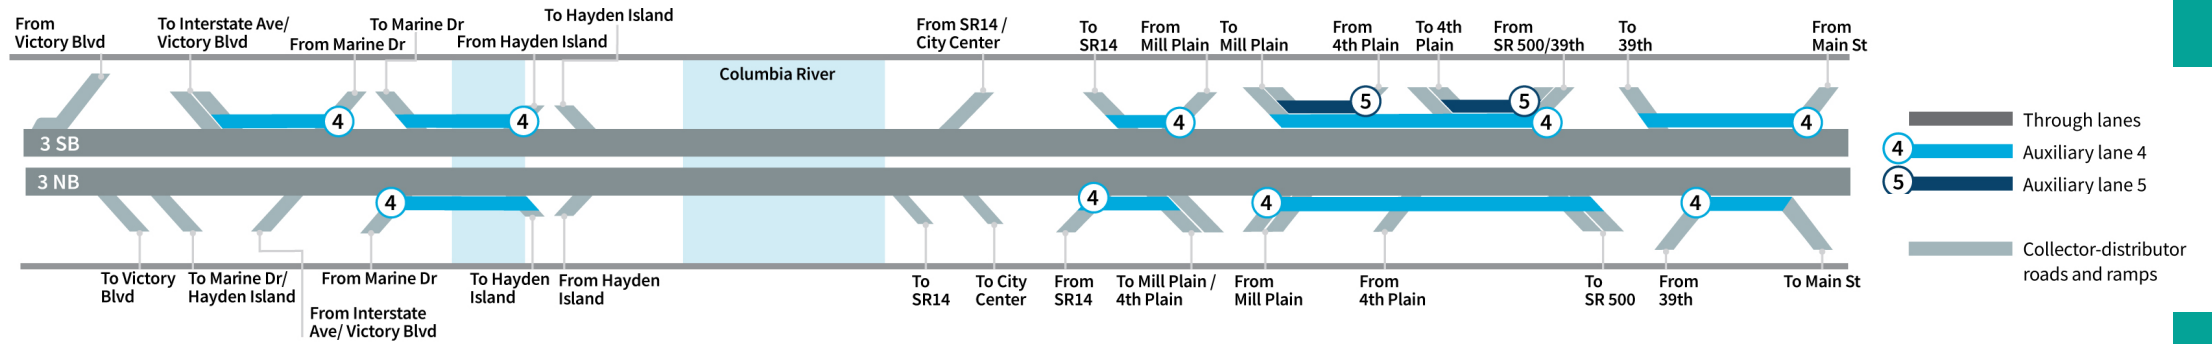 From
Victory Blvd
To Interstate Ave/
Victory Blvd
From Marine Dr
To Marine Dr
From Hayden Island
To Hayden Island
From SR14 /
City Center
To
SR14
From
Mill Plain
To
Mill Plain
From
4th Plain
To 4th
Plain
From
SR 500/39th
To
39th
From
Main St
Columbia River
4
4
4
5
5
4
4
3 SB
3 NB
4
4
4
4
To Victory
Blvd
To Marine Dr/
Hayden Island
From Interstate
Ave/ Victory Blvd
From Marine Dr
To Hayden
Island
From Hayden
Island
To
SR14
To City
Center
From
SR14
To Mill Plain /
4th Plain
From
Mill Plain
From
4th Plain
To
SR 500
From
39th
To Main St
Through lanes
4 Auxiliary lane 4
5 Auxiliary lane 5
Collector-distributor
roads and ramps